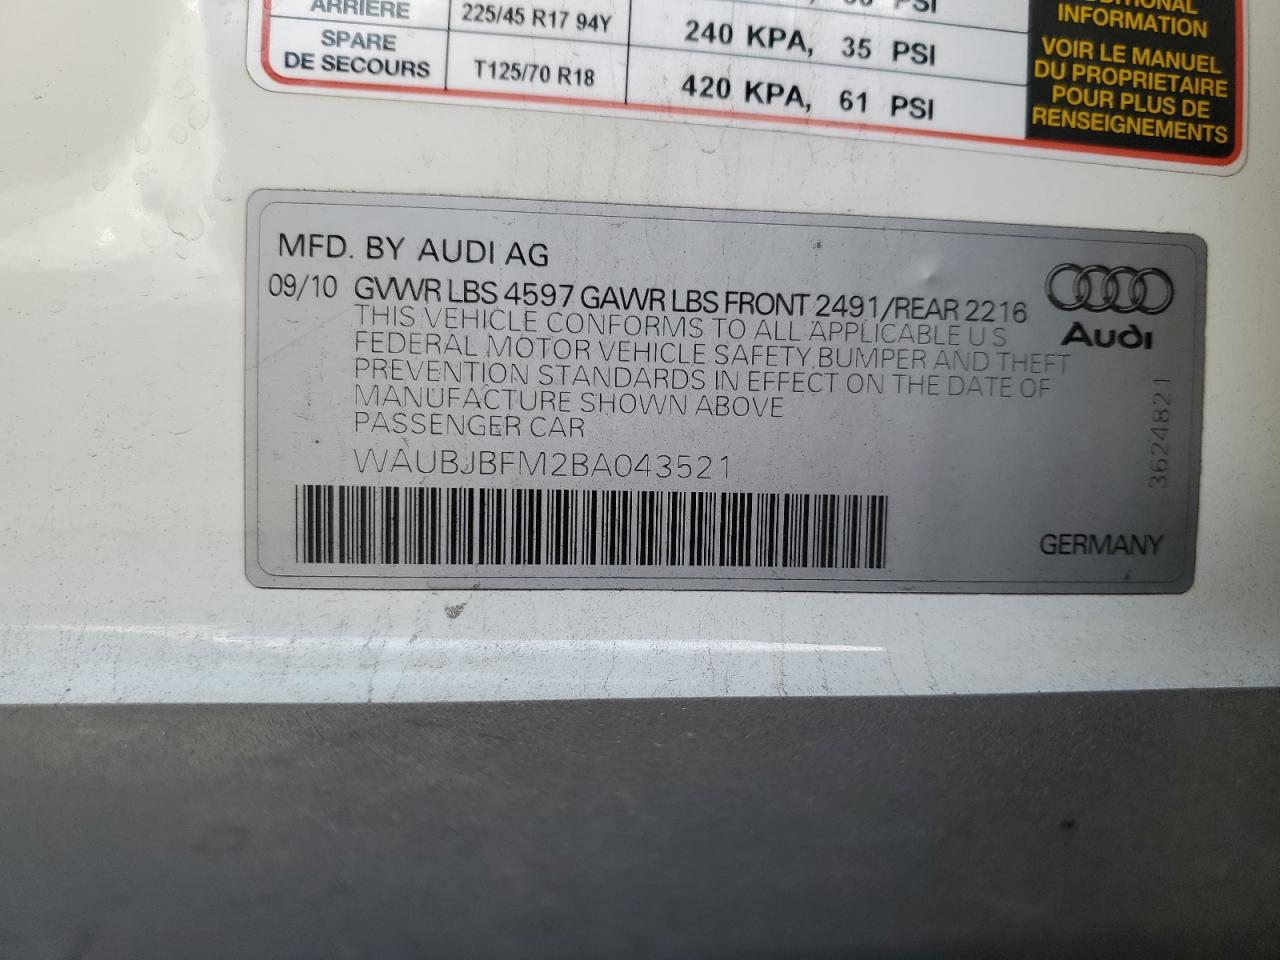 ARRIERE 225/45 R17 94Y 240 KPA, 35 PSI
SPARE
DE SECOURS T125/70 R18 420 KPA, 61 PSI
PSI
INFORMATION
VOIR LE MANUEL
DU PROPRIETAIRE
POUR PLUS DE
RENSEIGNEMENTS
MFD. BY AUDI AG
09/10 GVWR LBS 4597 GAWR LBS FRONT 2491/REAR 2216
THIS VEHICLE CONFORMS TO ALL APPLICABLE US
FEDERAL MOTOR VEHICLE SAFETY, BUMPER AND THEFT
PREVENTION STANDARDS IN EFFECT ON THE DATE OF
MANUFACTURE SHOWN ABOVE
PASSENGER CAR
WAUBJBFM2BA043521
Audi
3624821
GERMANY